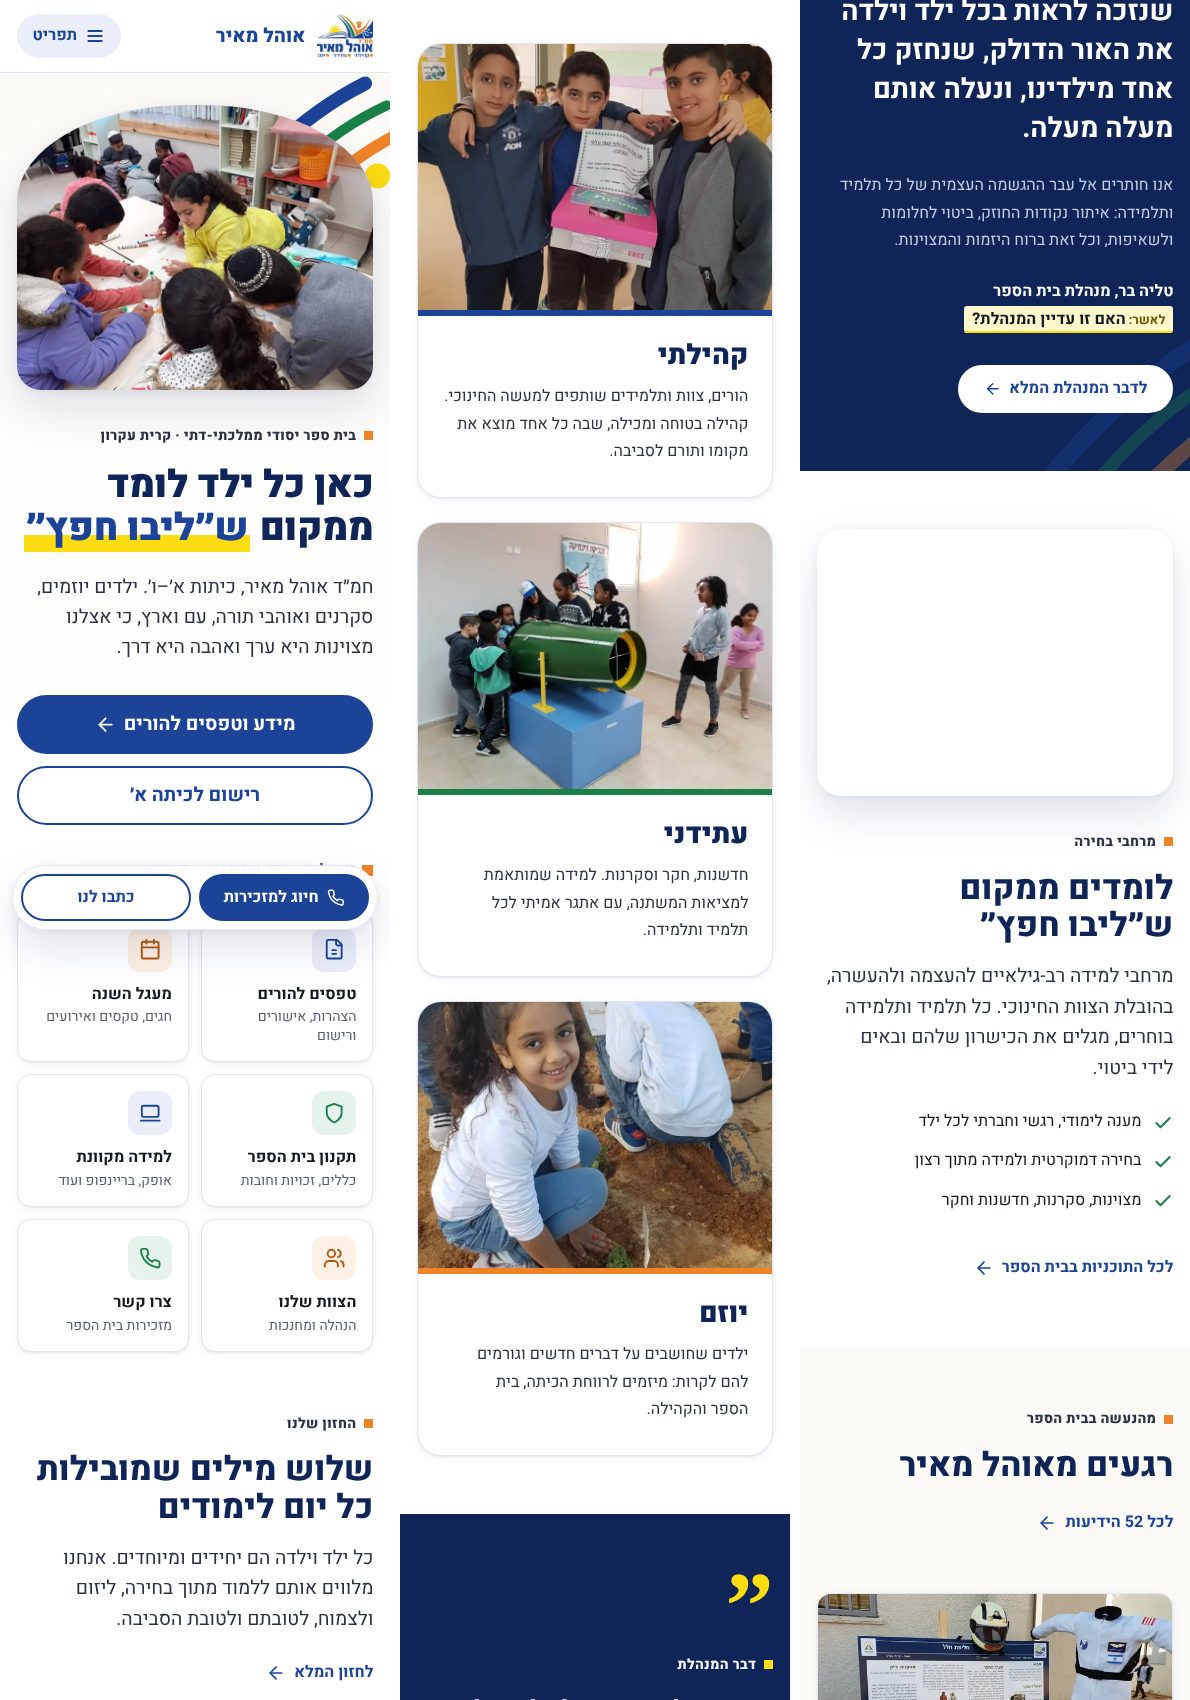 אוהל מאיר
אוהל מאיר
תפריט
בית ספר יסודי ממלכתי-דתי · קרית עקרון
כאן כל ילד לומד
ממקום ש״ליבו חפץ״
חמ״ד אוהל מאיר, כיתות א׳–ו׳. ילדים יוזמים,
סקרנים ואוהבי תורה, עם וארץ, כי אצלנו
מצוינות היא ערך ואהבה היא דרך.
מידע וטפסים להורים
רישום לכיתה א׳
חיוג למזכירות
כתבו לנו
טפסים להורים
הצהרות, אישורים
ורישום
מעגל השנה
חגים, טקסים ואירועים
תקנון בית הספר
כללים, זכויות וחובות
למידה מקוונת
אופק, בריינפופ ועוד
הצוות שלנו
הנהלה ומחנכות
צרו קשר
מזכירות בית הספר
החזון שלנו
שלוש מילים שמובילות
כל יום לימודים
כל ילד וילדה הם יחידים ומיוחדים. אנחנו
מלווים אותם ללמוד מתוך בחירה, ליזום
ולצמוח, לטובתם ולטובת הסביבה.
לחזון המלא
AON
קהילתי
הורים, צוות ותלמידים שותפים למעשה החינוכי.
קהילה בטוחה ומכילה, שבה כל אחד מוצא את
מקומו ותורם לסביבה.
עתידני
חדשנות, חקר וסקרנות. למידה שמותאמת
למציאות המשתנה, עם אתגר אמיתי לכל
תלמיד ותלמידה.
יוזם
ילדים שחושבים על דברים חדשים וגורמים
להם לקרות: מיזמים לרווחת הכיתה, בית
הספר והקהילה.
”
דבר המנהלת
שנזכה לראות בכל ילד וילדה
את האור הדולק, שנחזק כל
אחד מילדינו, ונעלה אותם
מעלה מעלה.
אנו חותרים אל עבר ההגשמה העצמית של כל תלמיד
ותלמידה: איתור נקודות החוזק, ביטוי לחלומות
ולשאיפות, וכל זאת ברוח היזמות והמצוינות.
טליה בר, מנהלת בית הספר
לאשר: האם זו עדיין המנהלת?
לדבר המנהלת המלא
מרחבי בחירה
לומדים ממקום
ש״ליבו חפץ״
מרחבי למידה רב-גילאיים להעצמה ולהעשרה,
בהובלת הצוות החינוכי. כל תלמיד ותלמידה
בוחרים, מגלים את הכישרון שלהם ובאים
לידי ביטוי.
מענה לימודי, רגשי וחברתי לכל ילד
בחירה דמוקרטית ולמידה מתוך רצון
מצוינות, סקרנות, חדשנות וחקר
לכל התוכניות בבית הספר
מהנעשה בבית הספר
רגעים מאוהל מאיר
לכל 52 הידיעות